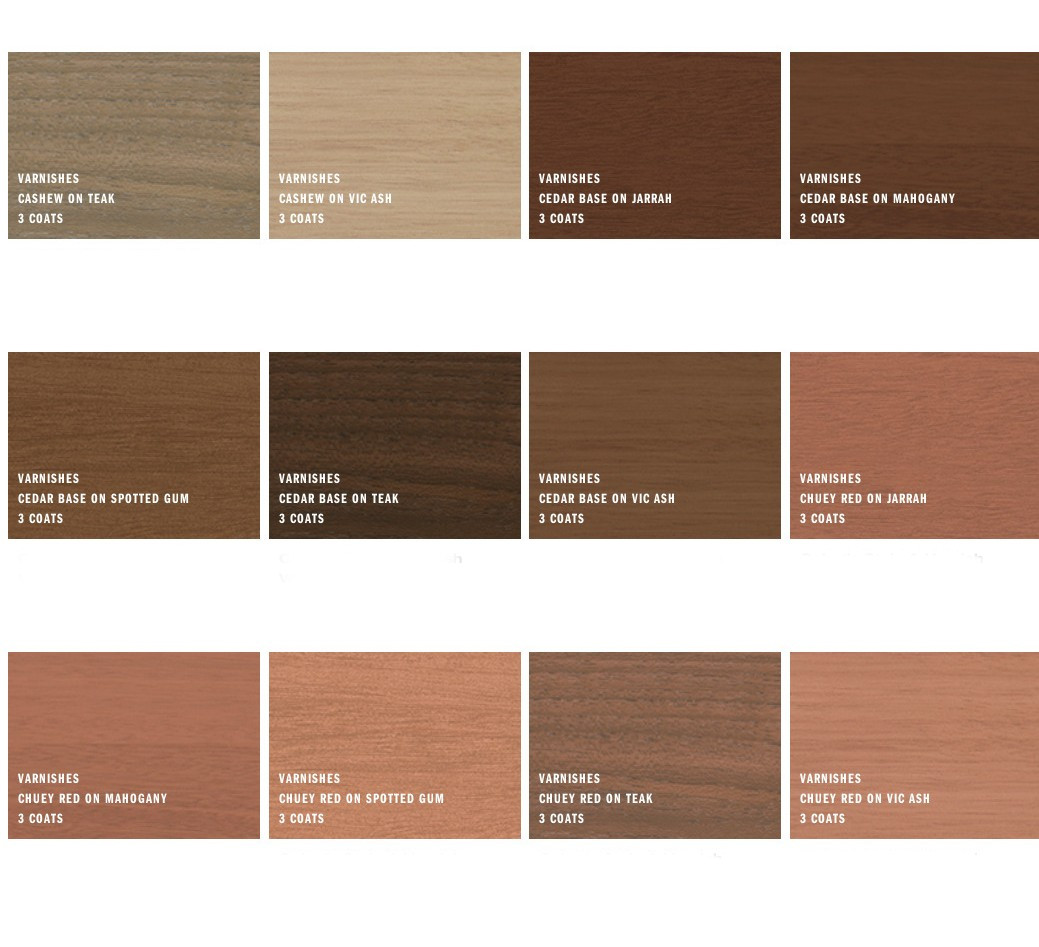 VARNISHES
CASHEW ON TEAK
3 COATS
VARNISHES
CASHEW ON VIC ASH
3 COATS
VARNISHES
CEDAR BASE ON JARRAH
3 COATS
VARNISHES
CEDAR BASE ON MAHOGANY
3 COATS
VARNISHES
CEDAR BASE ON SPOTTED GUM
3 COATS
VARNISHES
CEDAR BASE ON TEAK
3 COATS
VARNISHES
CEDAR BASE ON VIC ASH
3 COATS
VARNISHES
CHUEY RED ON JARRAH
3 COATS
VARNISHES
CHUEY RED ON MAHOGANY
3 COATS
VARNISHES
CHUEY RED ON SPOTTED GUM
3 COATS
VARNISHES
CHUEY RED ON TEAK
3 COATS
VARNISHES
CHUEY RED ON VIC ASH
3 COATS